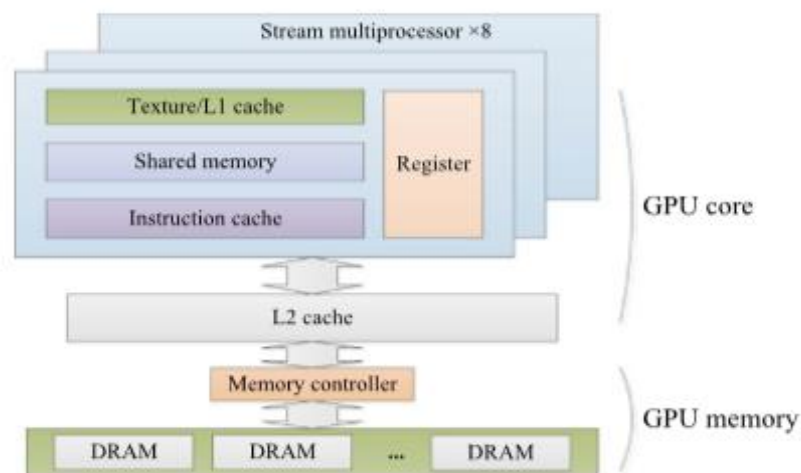 Stream multiprocessor ×8
Texture/L1 cache
Shared memory
Instruction cache
Register
GPU core
L2 cache
Memory controller
GPU memory
DRAM DRAM ... DRAM